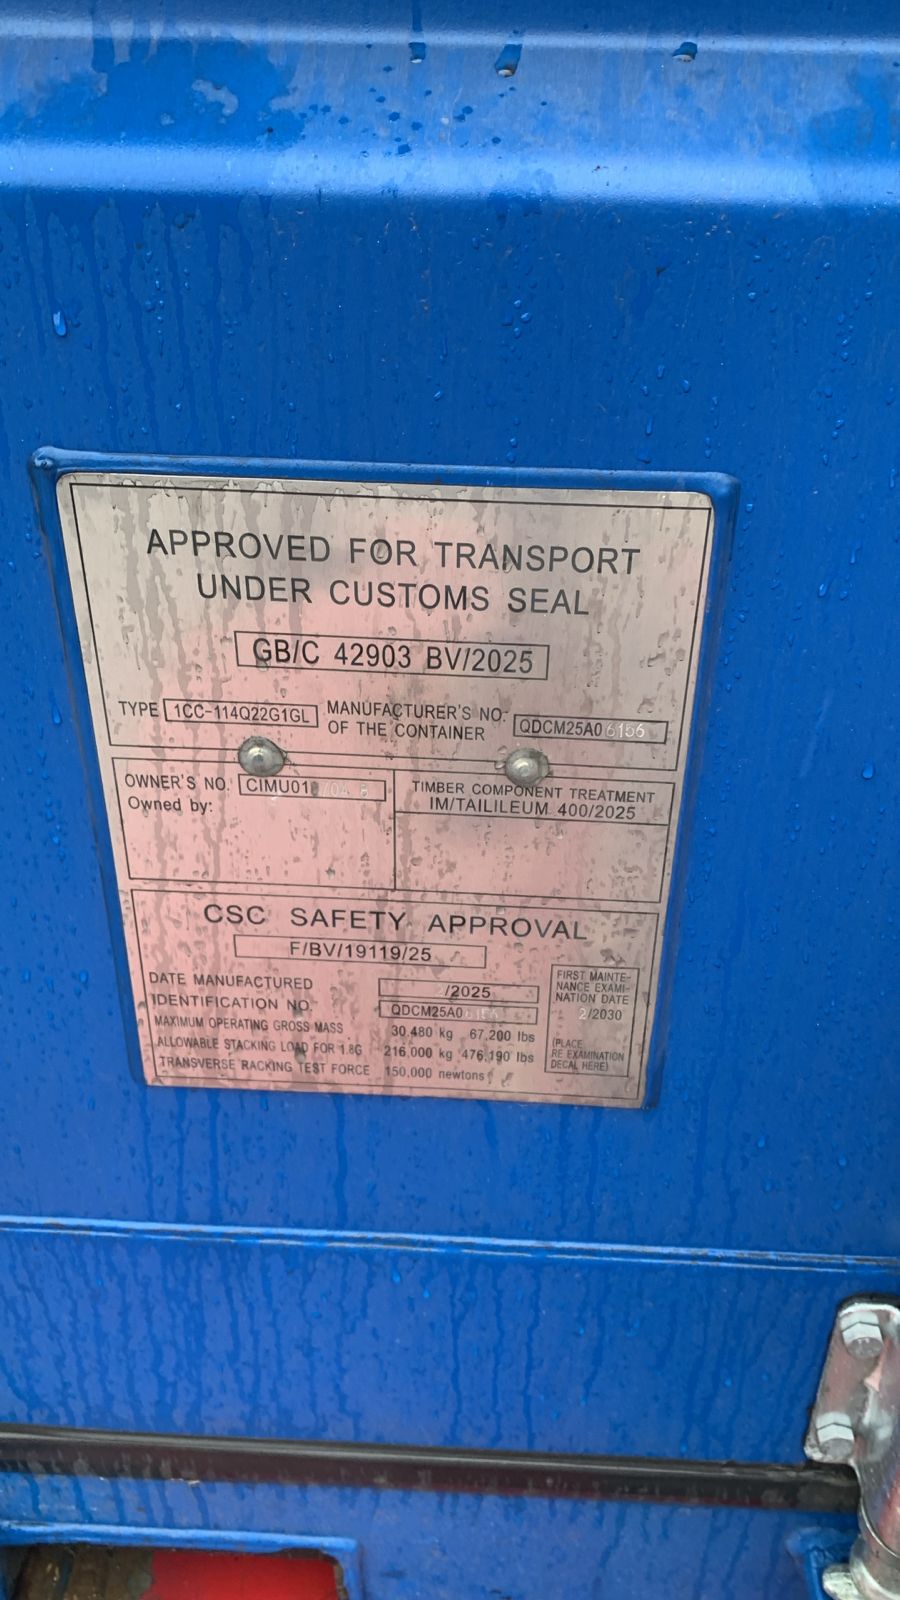 APPROVED FOR TRANSPORT
UNDER CUSTOMS SEAL
GB/C 42903 BV/2025
TYPE 1CC-114Q22G1GL MANUFACTURER'S NO.
OF THE CONTAINER QDCM25A06156
OWNER'S NO.
Owned by:
TIMBER COMPONENT TREATMENT
IM/TAILILEUM 400/2025
CSC SAFETY APPROVAL
F/BV/19119/25
DATE MANUFACTURED 2/2025
IDENTIFICATION NO.
MAXIMUM OPERATING GROSS MASS 30.480 kg 67.200 lbs
ALLOWABLE STACKING LOAD FOR 1.8G 216,000 kg 476,190 lbs
TRANSVERSE RACKING TEST FORCE 150,000 newtons
FIRST MAINTE-
NANCE EXAMI-
NATION DATE
2/2030
(PLACE
RE EXAMINATION
DECAL HERE)